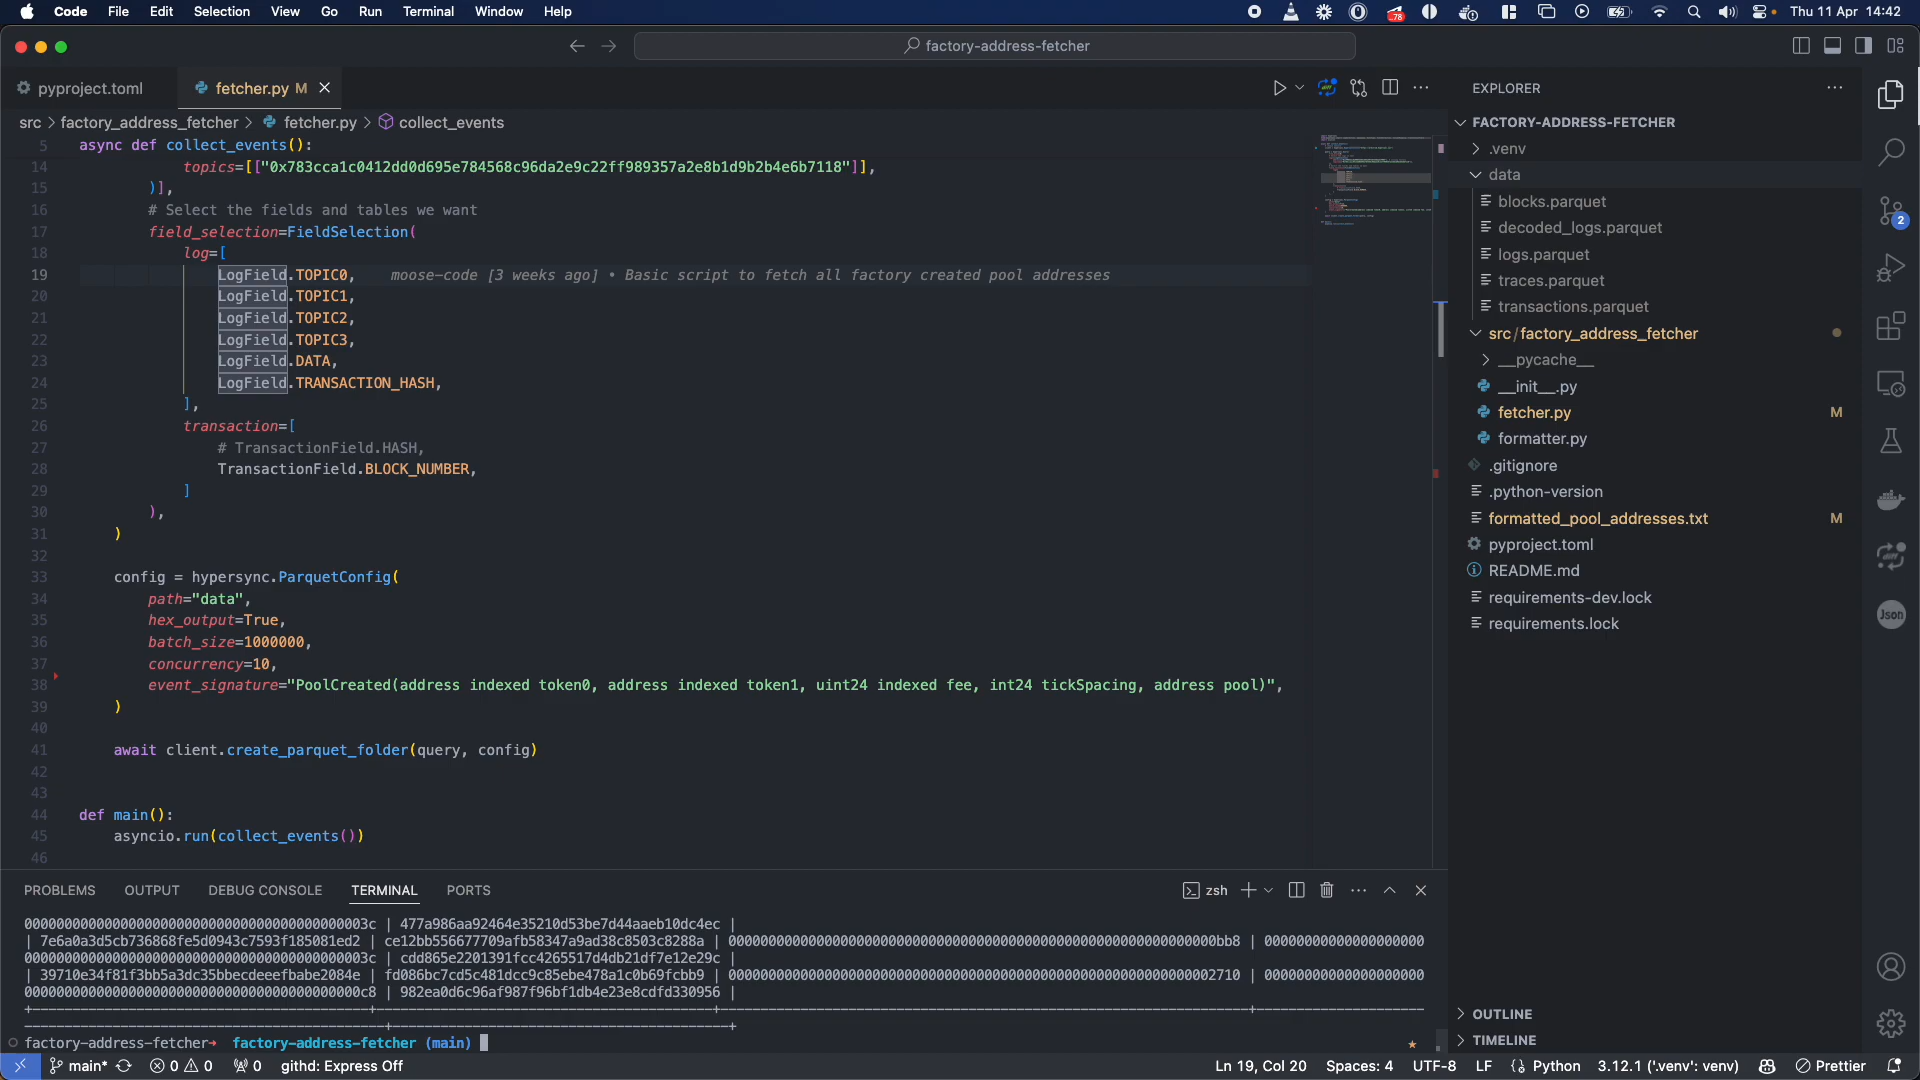 Code File Edit Selection View Go Run Terminal Window Help
.78
Thu 11 Apr 14:42
factory-address-fetcher
pyproject.toml
fetcher.py M
src > factory_address_fetcher > fetcher.py > collect_events
5 async def collect_events():
14 topics=[["0x783cca1c0412dd0d695e784568c96da2e9c22ff989357a2e8b1d9b2b4e6b7118"]],
15 )],
16 # Select the fields and tables we want
17 field_selection=FieldSelection(
18 log=[
19 LogField.TOPIC0, moose-code [3 weeks ago] • Basic script to fetch all factory created pool addresses
20 LogField.TOPIC1,
21 LogField.TOPIC2,
22 LogField.TOPIC3,
23 LogField.DATA,
24 LogField.TRANSACTION_HASH,
25 ],
26 transaction=[
27 # TransactionField.HASH,
28 TransactionField.BLOCK_NUMBER,
29 ]
30 ),
31 )
32
33 config = hypersync.ParquetConfig(
34 path="data",
35 hex_output=True,
36 batch_size=1000000,
37 concurrency=10,
38 event_signature="PoolCreated(address indexed token0, address indexed token1, uint24 indexed fee, int24 tickSpacing, address pool)",
39 )
40
41 await client.create_parquet_folder(query, config)
42
43
44 def main():
45 asyncio.run(collect_events())
46
PROBLEMS OUTPUT DEBUG CONSOLE TERMINAL PORTS
zsh
| 477a986aa92464e35210d53be7d44aaeb10dc4ec |
| 7e6a0a3d5cb736868fe5d0943c7593f185081ed2 | ce12bb556677709afb58347a9ad38c8503c8288a |
| cdd865e2201391fcc4265517d4db21df7e12e29c |
| 39710e34f81f3bb5a3dc35bbecdeeefbabe2084e | fd086bc7cd5c481dcc9c85ebe478a1c0b69fcbb9 |
| 982ea0d6c96af987f96bf1db4e23e8cdfd330956 |
factory-address-fetcher→ factory-address-fetcher (main)
EXPLORER
FACTORY-ADDRESS-FETCHER
.venv
data
blocks.parquet
decoded_logs.parquet
logs.parquet
traces.parquet
transactions.parquet
src/factory_address_fetcher
__pycache__
__init__.py
fetcher.py M
formatter.py
.gitignore
.python-version
formatted_pool_addresses.txt M
pyproject.toml
README.md
requirements-dev.lock
requirements.lock
OUTLINE
TIMELINE
2
Json
main* 0 0 0 githd: Express Off
Ln 19, Col 20 Spaces: 4 UTF-8 LF Python 3.12.1 ('.venv': venv) Prettier